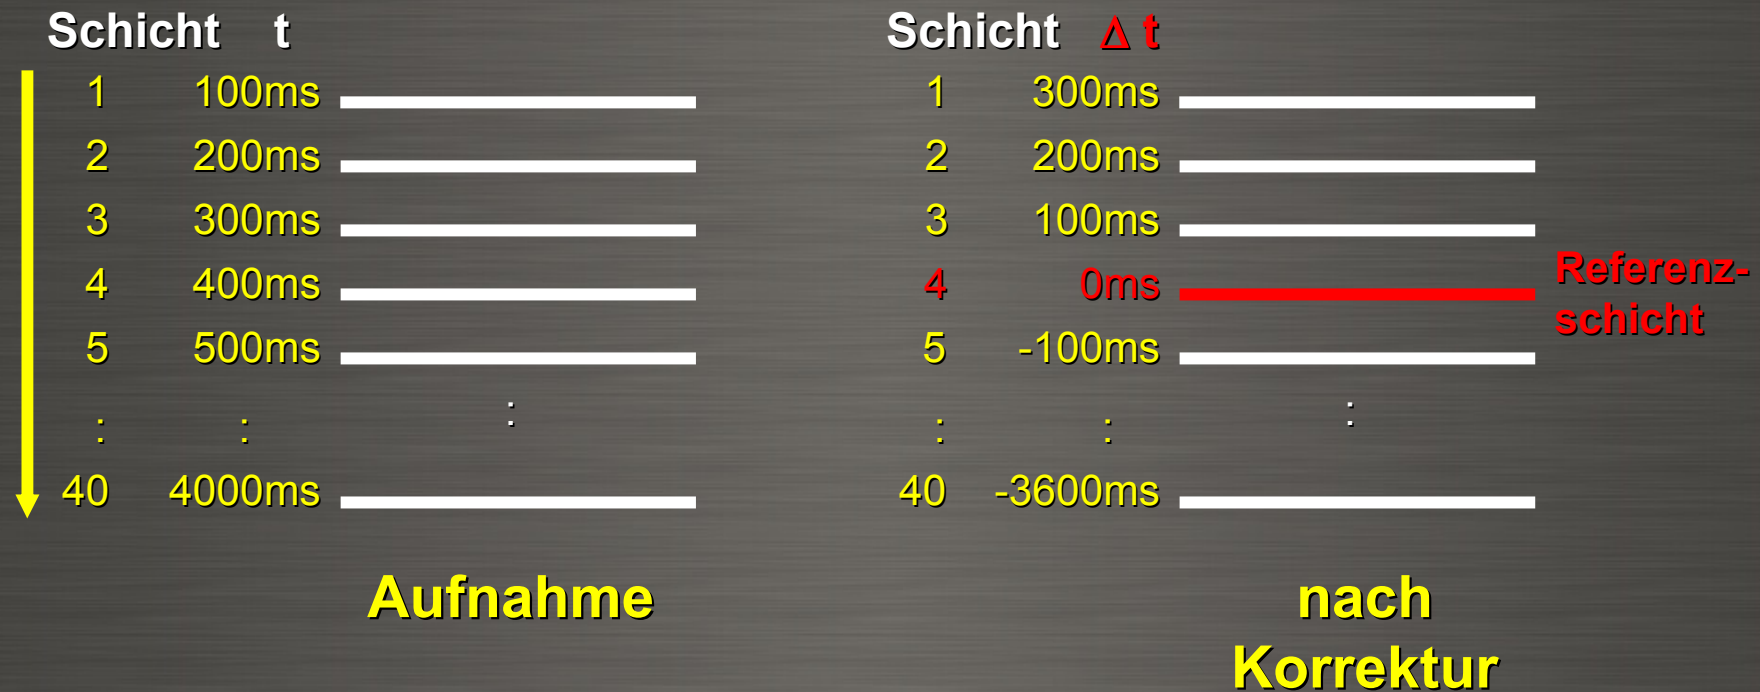 Schicht t
1 100ms
2 200ms
3 300ms
4 400ms
5 500ms
: : :
40 4000ms
Aufnahme
Schicht Δ t
1 300ms
2 200ms
3 100ms
4 0ms
Referenz-
schicht
5 -100ms
: : :
40 -3600ms
nach
Korrektur